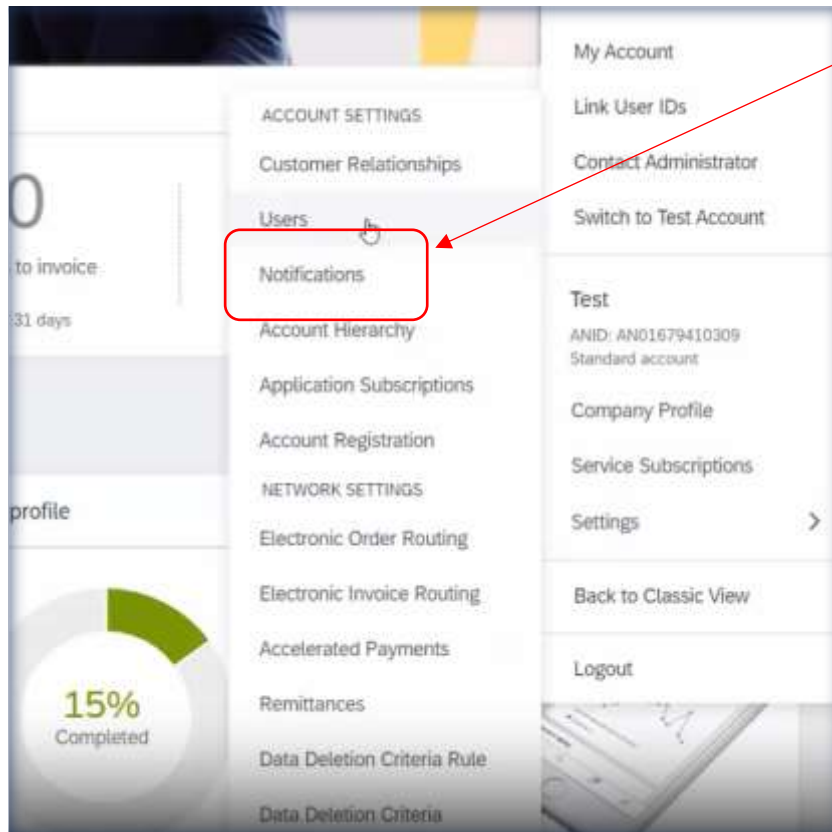 0
to invoice
31 days
profile
15%
Completed
ACCOUNT SETTINGS
Customer Relationships
Users
Notifications
Account Hierarchy
Application Subscriptions
Account Registration
NETWORK SETTINGS
Electronic Order Routing
Electronic Invoice Routing
Accelerated Payments
Remittances
Data Deletion Criteria Rule
Data Deletion Criteria
My Account
Link User IDs
Contact Administrator
Switch to Test Account
Test
ANID: AN01679410309
Standard account
Company Profile
Service Subscriptions
Settings
Back to Classic View
Logout